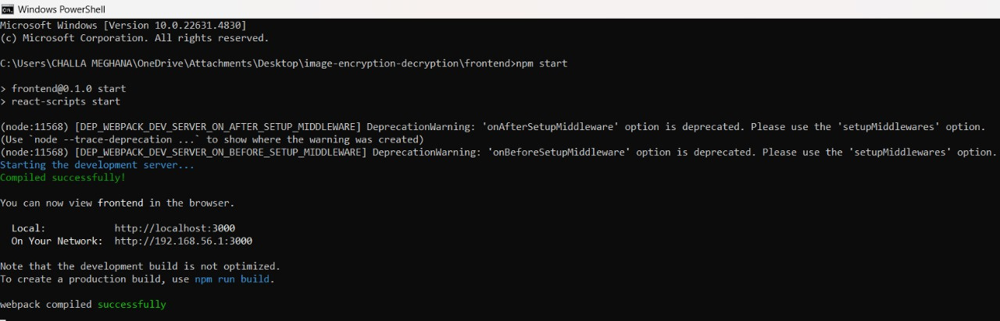 Windows PowerShell
Microsoft Windows [Version 10.0.22631.4830]
(c) Microsoft Corporation. All rights reserved.
C:\Users\CHALLA MEGHANA\OneDrive\Attachments\Desktop\image-encryption-decryption\frontend>npm start
> frontend@0.1.0 start
> react-scripts start
(node:11568) [DEP_WEBPACK_DEV_SERVER_ON_AFTER_SETUP_MIDDLEWARE] DeprecationWarning: 'onAfterSetupMiddleware' option is deprecated. Please use the 'setupMiddlewares' option.
(Use `node --trace-deprecation ...` to show where the warning was created)
(node:11568) [DEP_WEBPACK_DEV_SERVER_ON_BEFORE_SETUP_MIDDLEWARE] DeprecationWarning: 'onBeforeSetupMiddleware' option is deprecated. Please use the 'setupMiddlewares' option.
Starting the development server...
Compiled successfully!
You can now view frontend in the browser.
Local: http://localhost:3000
On Your Network: http://192.168.56.1:3000
Note that the development build is not optimized.
To create a production build, use npm run build.
webpack compiled successfully